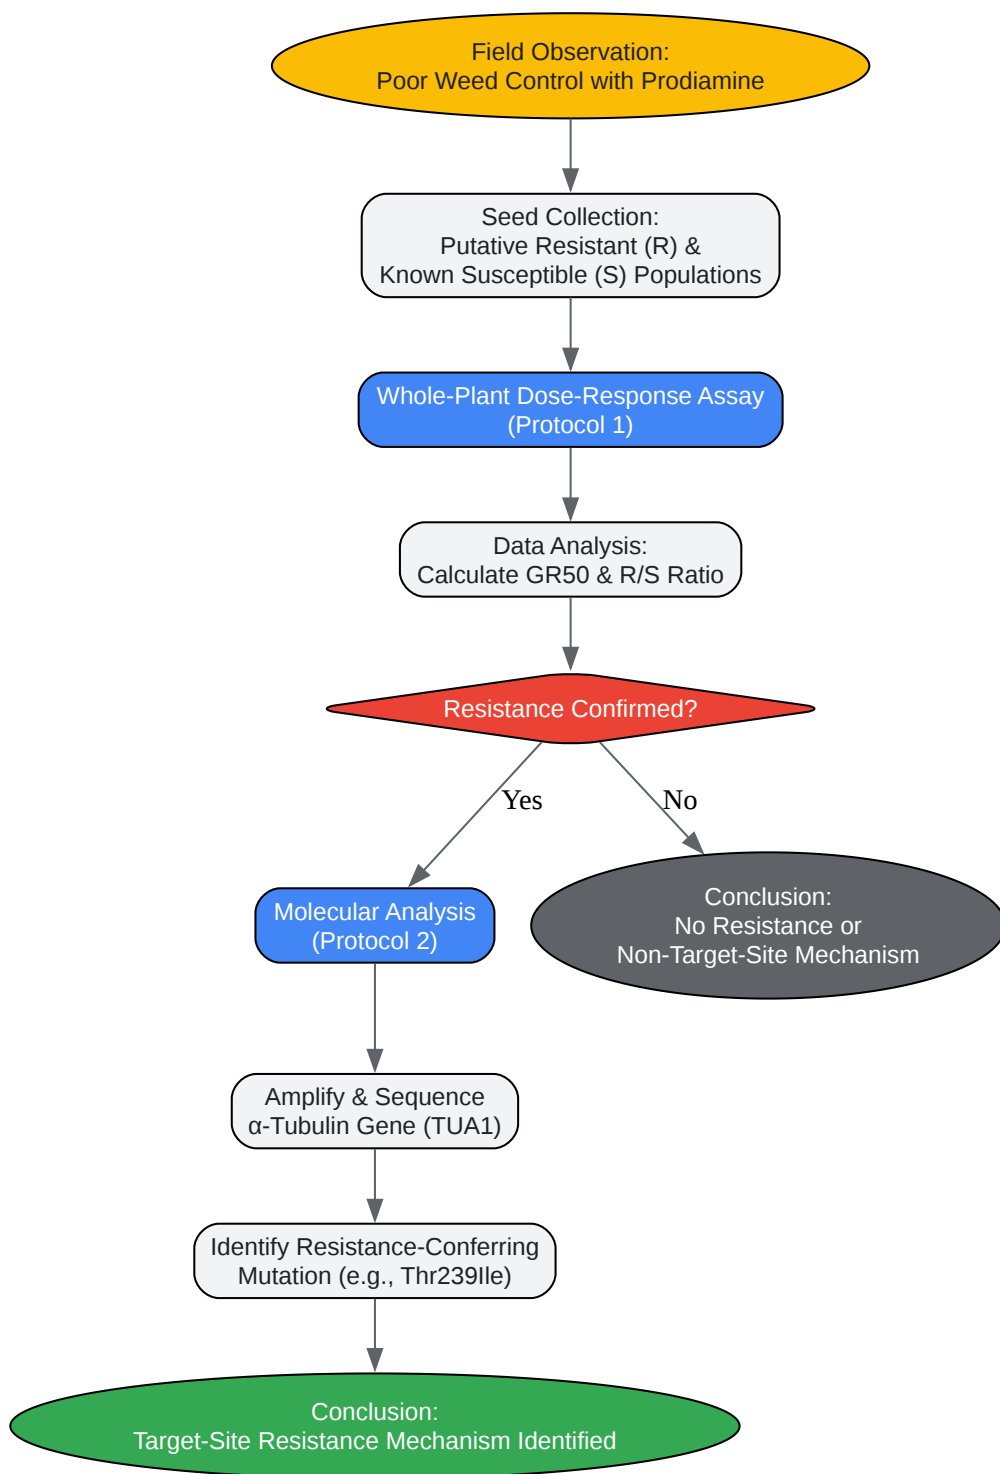 Field Observation:
Poor Weed Control with Prodiamine
Seed Collection:
Putative Resistant (R) &
Known Susceptible (S) Populations
Whole-Plant Dose-Response Assay
(Protocol 1)
Data Analysis:
Calculate GR50 & R/S Ratio
Resistance Confirmed?
Yes
No
Molecular Analysis
(Protocol 2)
Conclusion:
No Resistance or
Non-Target-Site Mechanism
Amplify & Sequence
α-Tubulin Gene (TUA1)
Identify Resistance-Conferring
Mutation (e.g., Thr239Ile)
Conclusion:
Target-Site Resistance Mechanism Identified